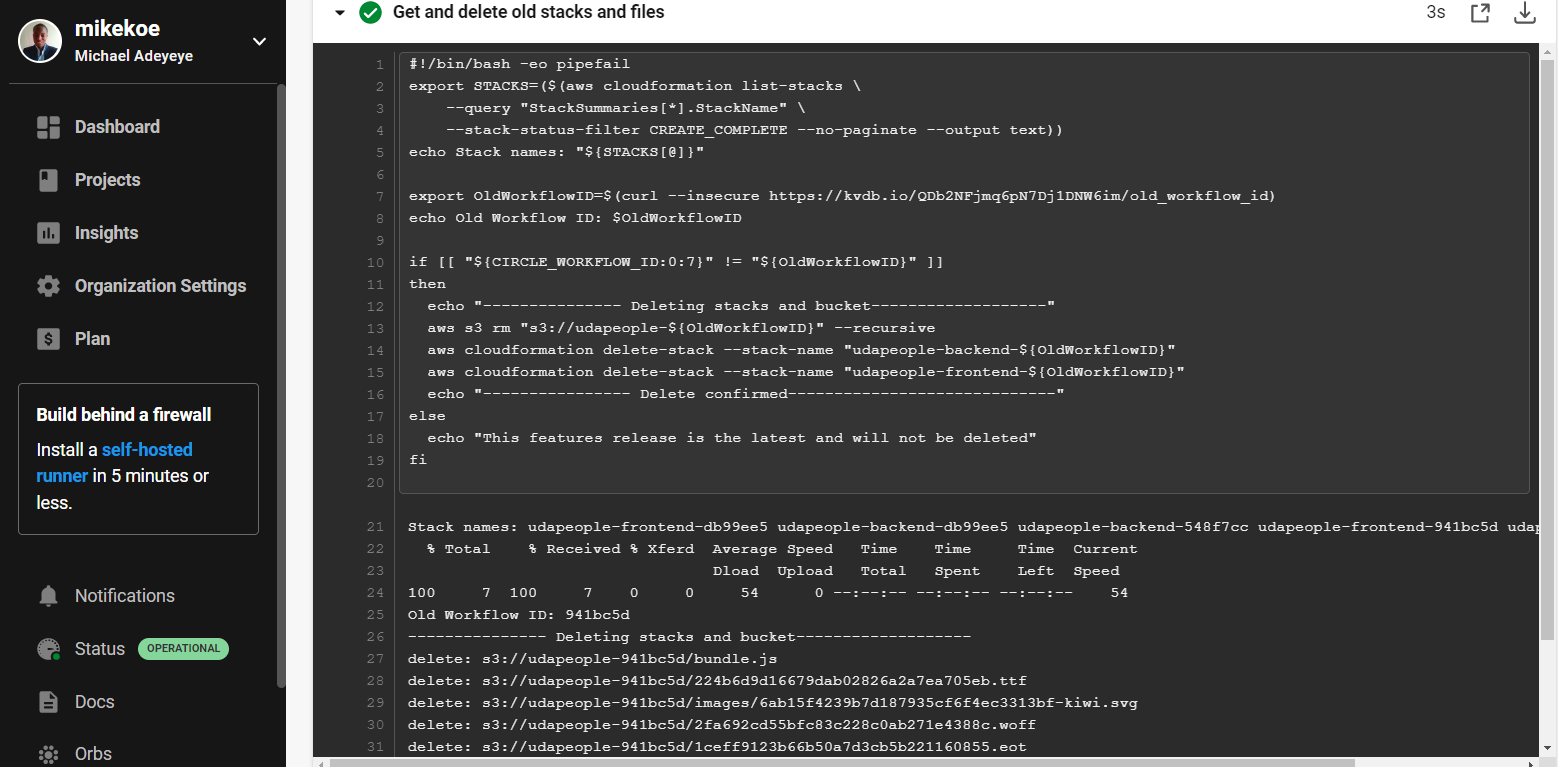 mikekoe
Michael Adeyeye
Dashboard
Projects
Insights
Organization Settings
Plan
Build behind a firewall
Install a self-hosted
runner in 5 minutes or
less.
Notifications
Status OPERATIONAL
Docs
Orbs
Get and delete old stacks and files 3s
1 #!/bin/bash -eo pipefail
2 export STACKS=($(aws cloudformation list-stacks \
3 --query "StackSummaries[*].StackName" \
4 --stack-status-filter CREATE_COMPLETE --no-paginate --output text))
5 echo Stack names: "${STACKS[@]}"
6
7 export OldWorkflowID=$(curl --insecure https://kvdb.io/QDb2NFjmq6pN7Dj1DNW6im/old_workflow_id)
8 echo Old Workflow ID: $OldWorkflowID
9
10 if [[ "${CIRCLE_WORKFLOW_ID:0:7}" != "${OldWorkflowID}" ]]
11 then
12 echo "--------------- Deleting stacks and bucket-------------------"
13 aws s3 rm "s3://udapeople-${OldWorkflowID}" --recursive
14 aws cloudformation delete-stack --stack-name "udapeople-backend-${OldWorkflowID}"
15 aws cloudformation delete-stack --stack-name "udapeople-frontend-${OldWorkflowID}"
16 echo "---------------- Delete confirmed-----------------------------"
17 else
18 echo "This features release is the latest and will not be deleted"
19 fi
20
21 Stack names: udapeople-frontend-db99ee5 udapeople-backend-db99ee5 udapeople-backend-548f7cc udapeople-frontend-941bc5d udap
22 % Total % Received % Xferd Average Speed Time Time Time Current
23 Dload Upload Total Spent Left Speed
24 100 7 100 7 0 0 54 0 --:--:-- --:--:-- --:--:-- 54
25 Old Workflow ID: 941bc5d
26 --------------- Deleting stacks and bucket-------------------
27 delete: s3://udapeople-941bc5d/bundle.js
28 delete: s3://udapeople-941bc5d/224b6d9d16679dab02826a2a7ea705eb.ttf
29 delete: s3://udapeople-941bc5d/images/6ab15f4239b7d187935cf6f4ec3313bf-kiwi.svg
30 delete: s3://udapeople-941bc5d/2fa692cd55bfc83c228c0ab271e4388c.woff
31 delete: s3://udapeople-941bc5d/1ceff9123b66b50a7d3cb5b221160855.eot